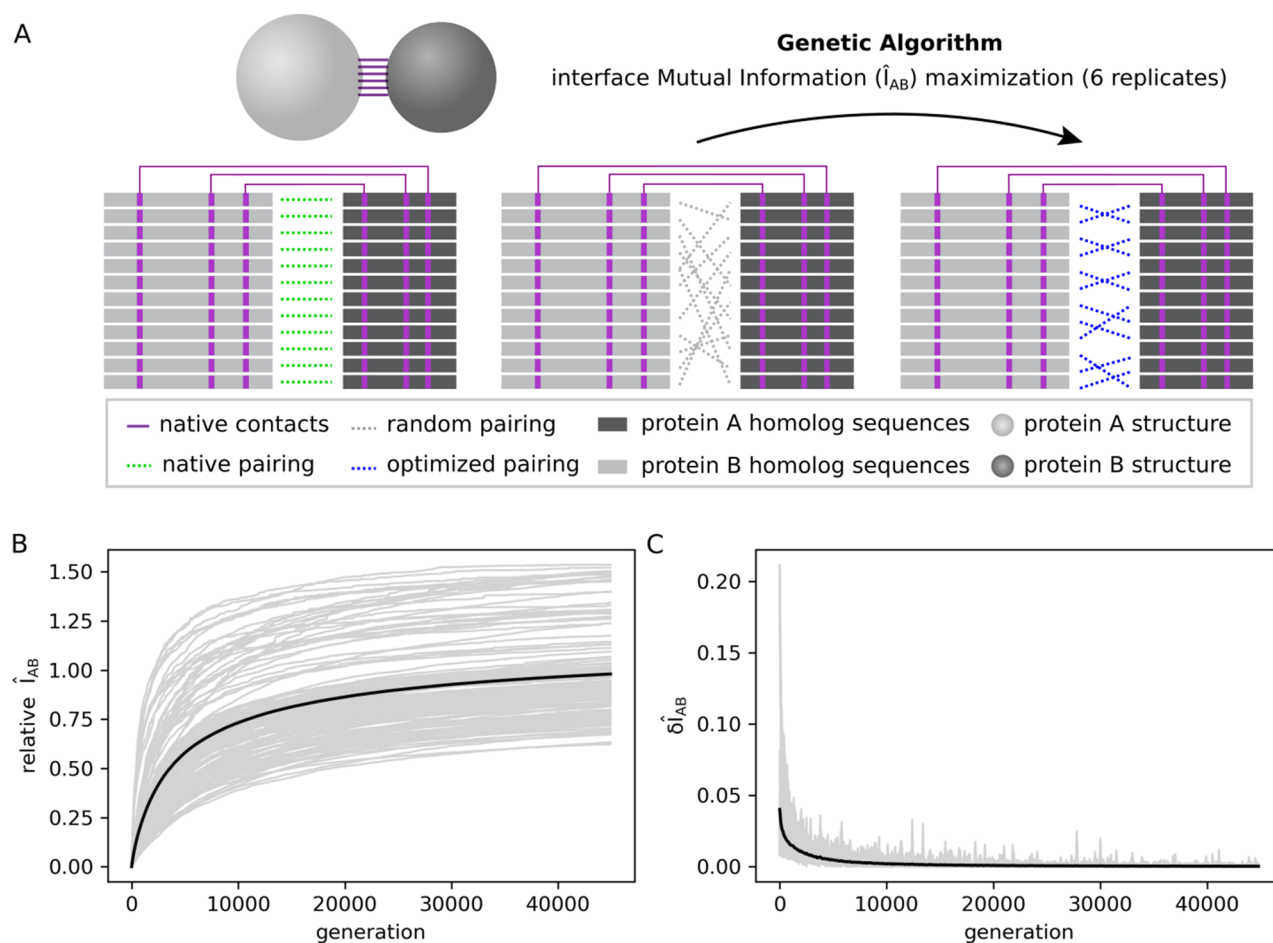 A
Genetic Algorithm
interface Mutual Information (Î_AB) maximization (6 replicates)
native contacts
random pairing
protein A homolog sequences
protein A structure
native pairing
optimized pairing
protein B homolog sequences
protein B structure
B
relative Î_AB
1.50
1.25
1.00
0.75
0.50
0.25
0.00
0
10000
20000
30000
40000
generation
C
δÎ_AB
0.20
0.15
0.10
0.05
0.00
0
10000
20000
30000
40000
generation